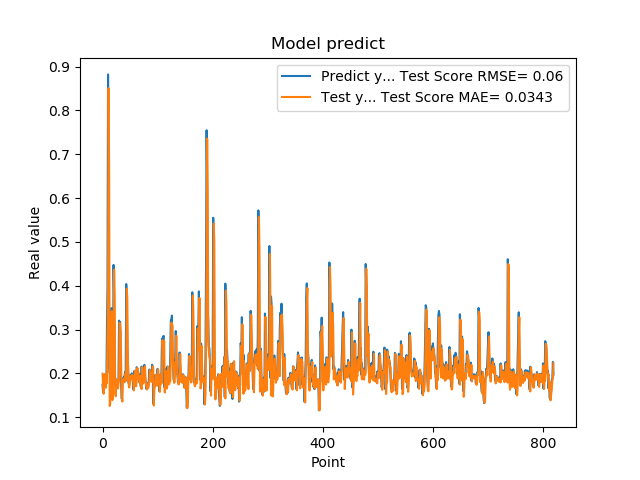 Model predict
Predict y... Test Score RMSE= 0.06
Test y... Test Score MAE= 0.0343
0.9
0.8
0.7
0.6
0.5
0.4
0.3
0.2
0.1
Real value
0 200 400 600 800
Point